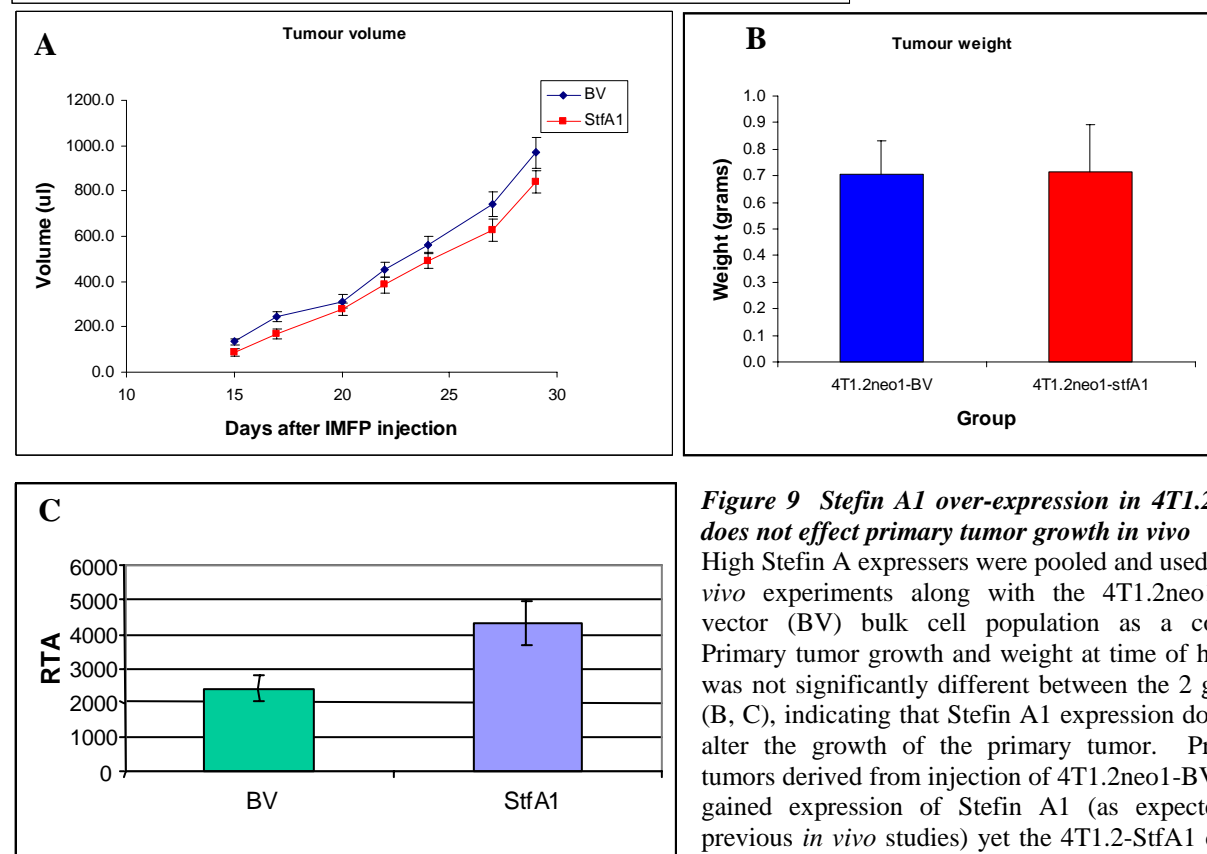 A
Tumour volume
1200.0
1000.0
800.0
600.0
400.0
200.0
0.0
10 15 20 25 30
Volume (ul)
Days after IMFP injection
BV
StfA1
B
Tumour weight
1.0
0.9
0.8
0.7
0.6
0.5
0.4
0.3
0.2
0.1
0.0
Weight (grams)
4T1.2neo1-BV 4T1.2neo1-stfA1
Group
C
6000
5000
4000
3000
2000
1000
0
RTA
BV StfA1
Figure 9 Stefin A1 over-expression in 4T1.2
does not effect primary tumor growth in vivo
High Stefin A expressers were pooled and used
vivo experiments along with the 4T1.2neo
vector (BV) bulk cell population as a
Primary tumor growth and weight at time of
was not significantly different between the 2
(B, C), indicating that Stefin A1 expression
alter the growth of the primary tumor.
tumors derived from injection of 4T1.2neo1-BV
gained expression of Stefin A1 (as
previous in vivo studies) yet the 4T1.2-StfA1